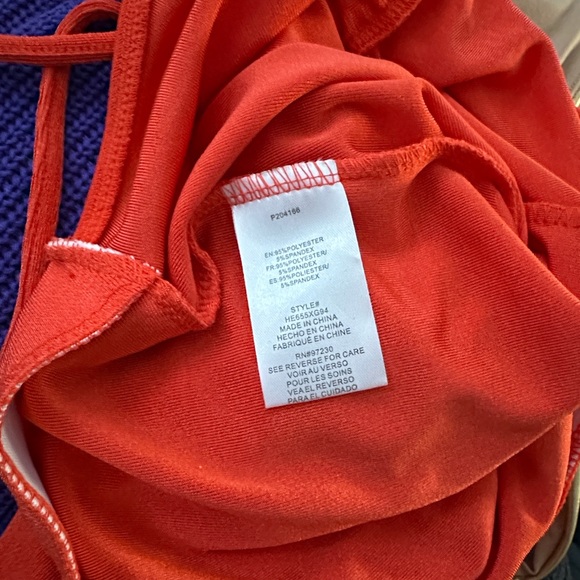 P204166
EN:95%POLYESTER
5%SPANDEX
FR:95%POLYESTER/
5%SPANDEX
ES:95%POLIESTER/
5%SPANDEX
STYLE#
HE655XG94
MADE IN CHINA
HECHO EN CHINA
FABRIQUÉ EN CHINE
RN#97230
SEE REVERSE FOR CARE
VOIR AU VERSO
POUR LES SOINS
VEA EL REVERSO
PARA EL CUIDADO